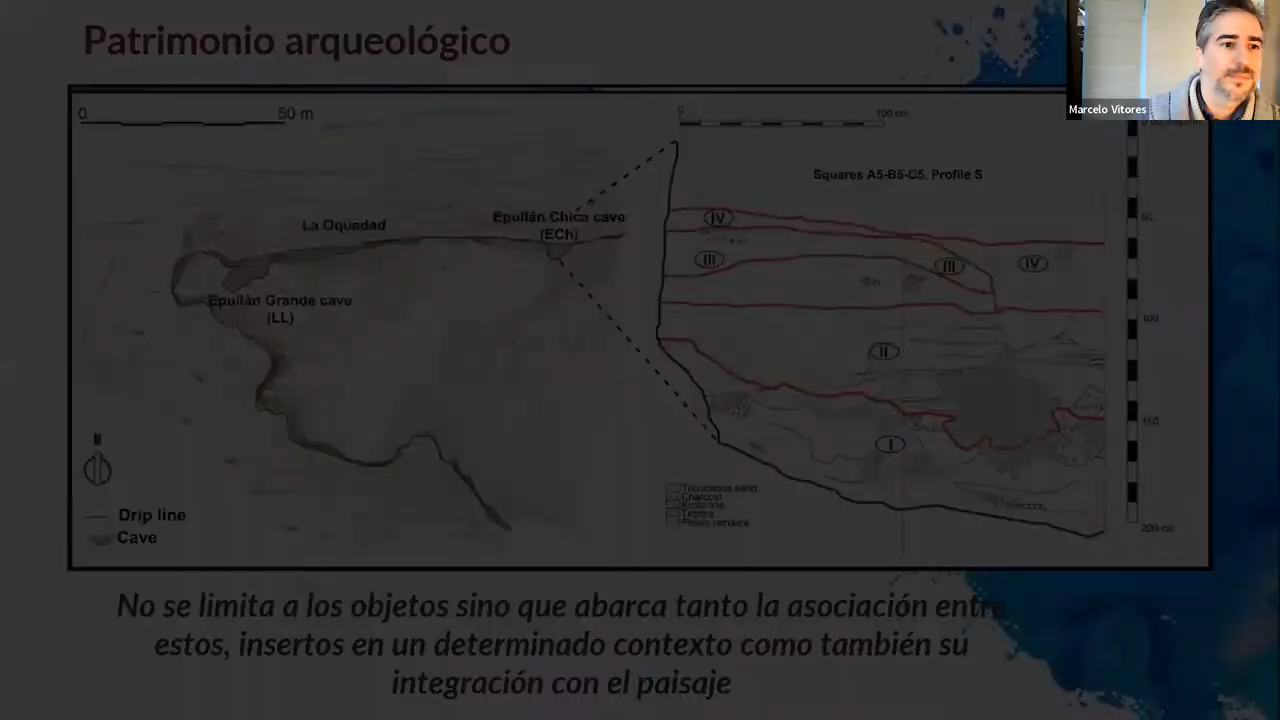 Patrimonio arqueológico
Marcelo Vitores
0 50 m
La Oquedad
Epullán Chica cave
(ECh)
Epullán Grande cave
(LL)
N
Drip line
Cave
0 100 cm
Squares A5-B5-C5, Profile S
IV
III
III
IV
II
I
50
100
150
200 cm
Charcoal
No se limita a los objetos sino que abarca tanto la asociación entre
estos, insertos en un determinado contexto como también su
integración con el paisaje